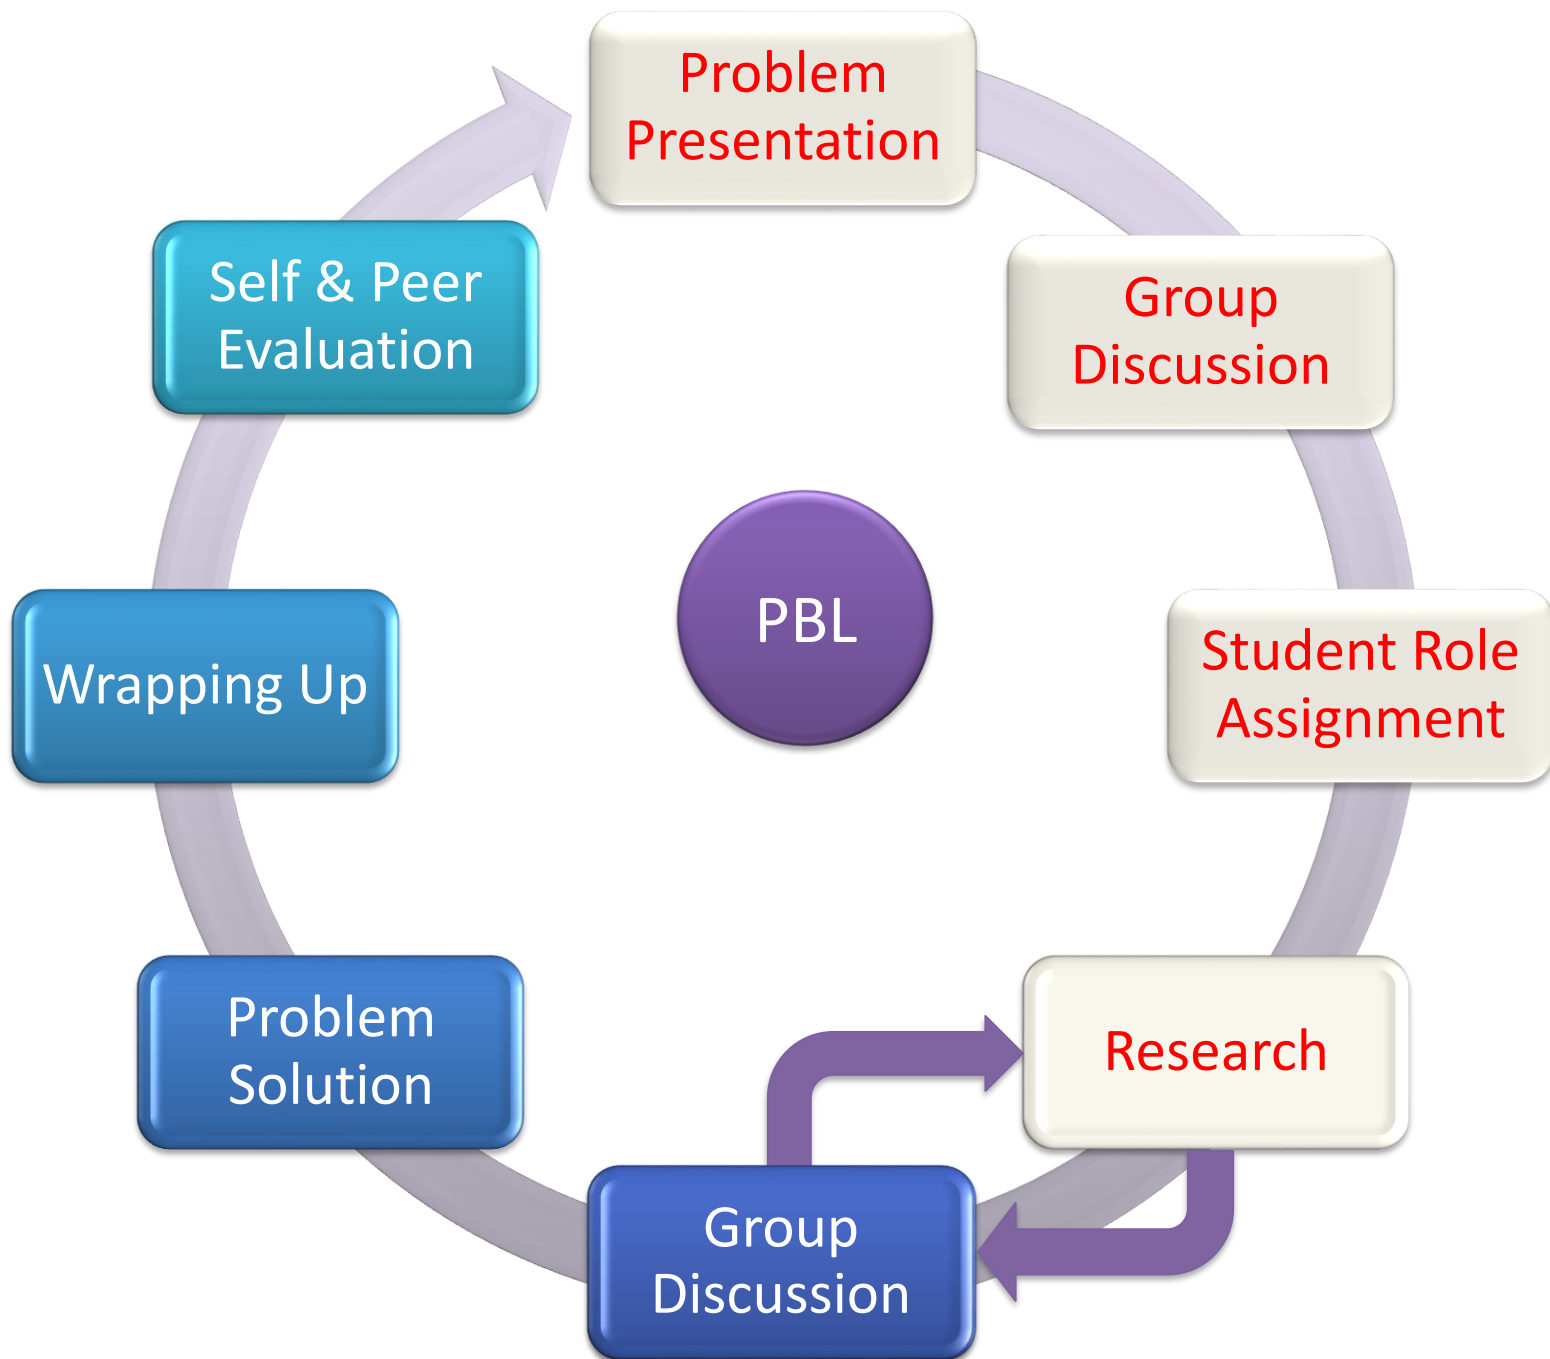 Problem
Presentation
Group
Discussion
Student Role
Assignment
Research
Group
Discussion
Problem
Solution
Wrapping Up
Self & Peer
Evaluation
PBL